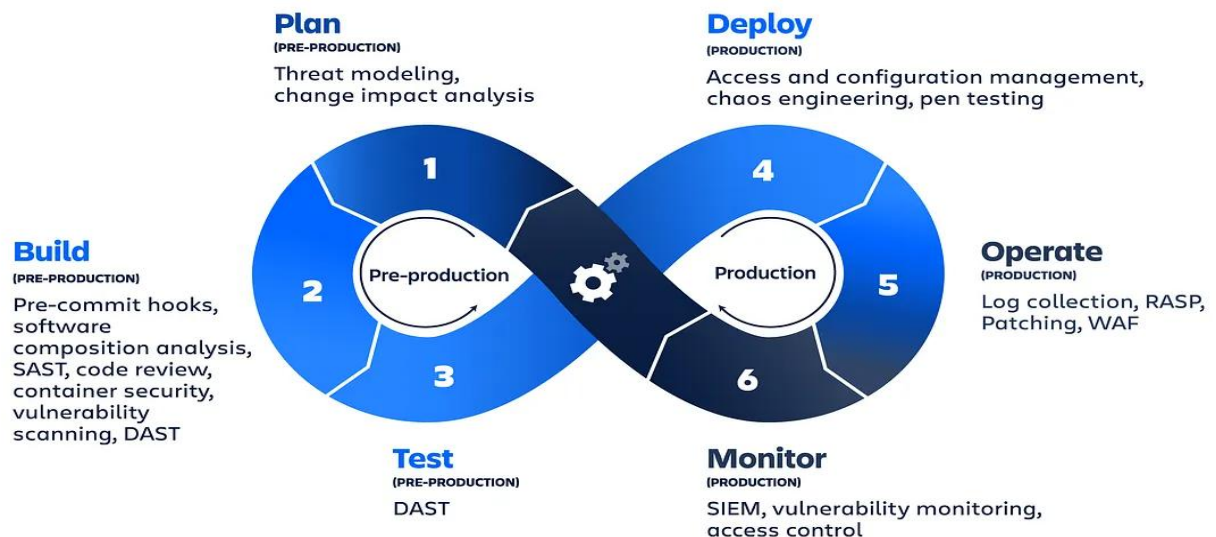 Plan
(PRE-PRODUCTION)
Threat modeling,
change impact analysis
Deploy
(PRODUCTION)
Access and configuration management,
chaos engineering, pen testing
1
4
Build
(PRE-PRODUCTION)
Pre-commit hooks,
software
composition analysis,
SAST, code review,
container security,
vulnerability
scanning, DAST
2
Pre-production
Production
5
Operate
(PRODUCTION)
Log collection, RASP,
Patching, WAF
3
6
Test
(PRE-PRODUCTION)
DAST
Monitor
(PRODUCTION)
SIEM, vulnerability monitoring,
access control